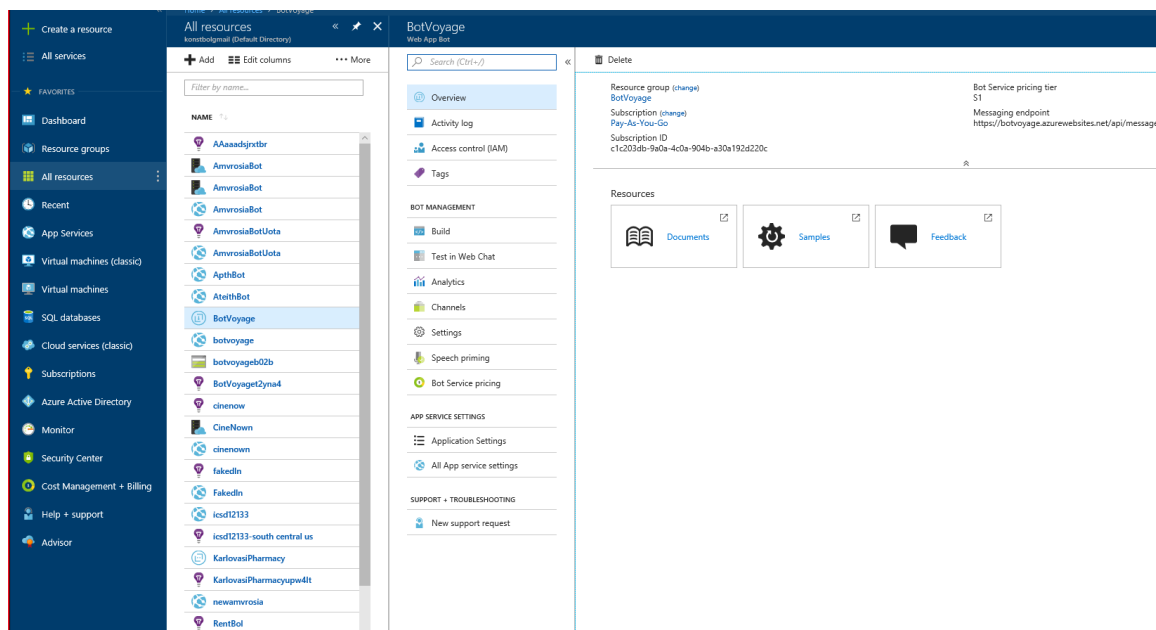 Home > All resources > BotVoyage
Create a resource
All services
FAVORITES
Dashboard
Resource groups
All resources
Recent
App Services
Virtual machines (classic)
Virtual machines
SQL databases
Cloud services (classic)
Subscriptions
Azure Active Directory
Monitor
Security Center
Cost Management + Billing
Help + support
Advisor
All resources
konstbolgmail (Default Directory)
Add Edit columns More
Filter by name...
NAME
AAaaadsjrxtbr
AmvrosiaBot
AmvrosiaBot
AmvrosiaBot
AmvrosiaBotUota
AmvrosiaBotUota
ApthBot
AteithBot
BotVoyage
botvoyage
botvoyageb02b
BotVoyaget2yna4
cinenow
CineNown
cinenown
fakedIn
FakedIn
icsd12133
icsd12133-south central us
KarlovasiPharmacy
KarlovasiPharmacyupw4lt
newamvrosia
RentBol
BotVoyage
Web App Bot
Search (Ctrl+/)
Overview
Activity log
Access control (IAM)
Tags
BOT MANAGEMENT
Build
Test in Web Chat
Analytics
Channels
Settings
Speech priming
Bot Service pricing
APP SERVICE SETTINGS
Application Settings
All App service settings
SUPPORT + TROUBLESHOOTING
New support request
Delete
Resource group (change)
BotVoyage
Subscription (change)
Pay-As-You-Go
Subscription ID
c1c203db-9a0a-4c0a-904b-a30a192d220c
Bot Service pricing tier
S1
Messaging endpoint
https://botvoyage.azurewebsites.net/api/message
Resources
Documents
Samples
Feedback